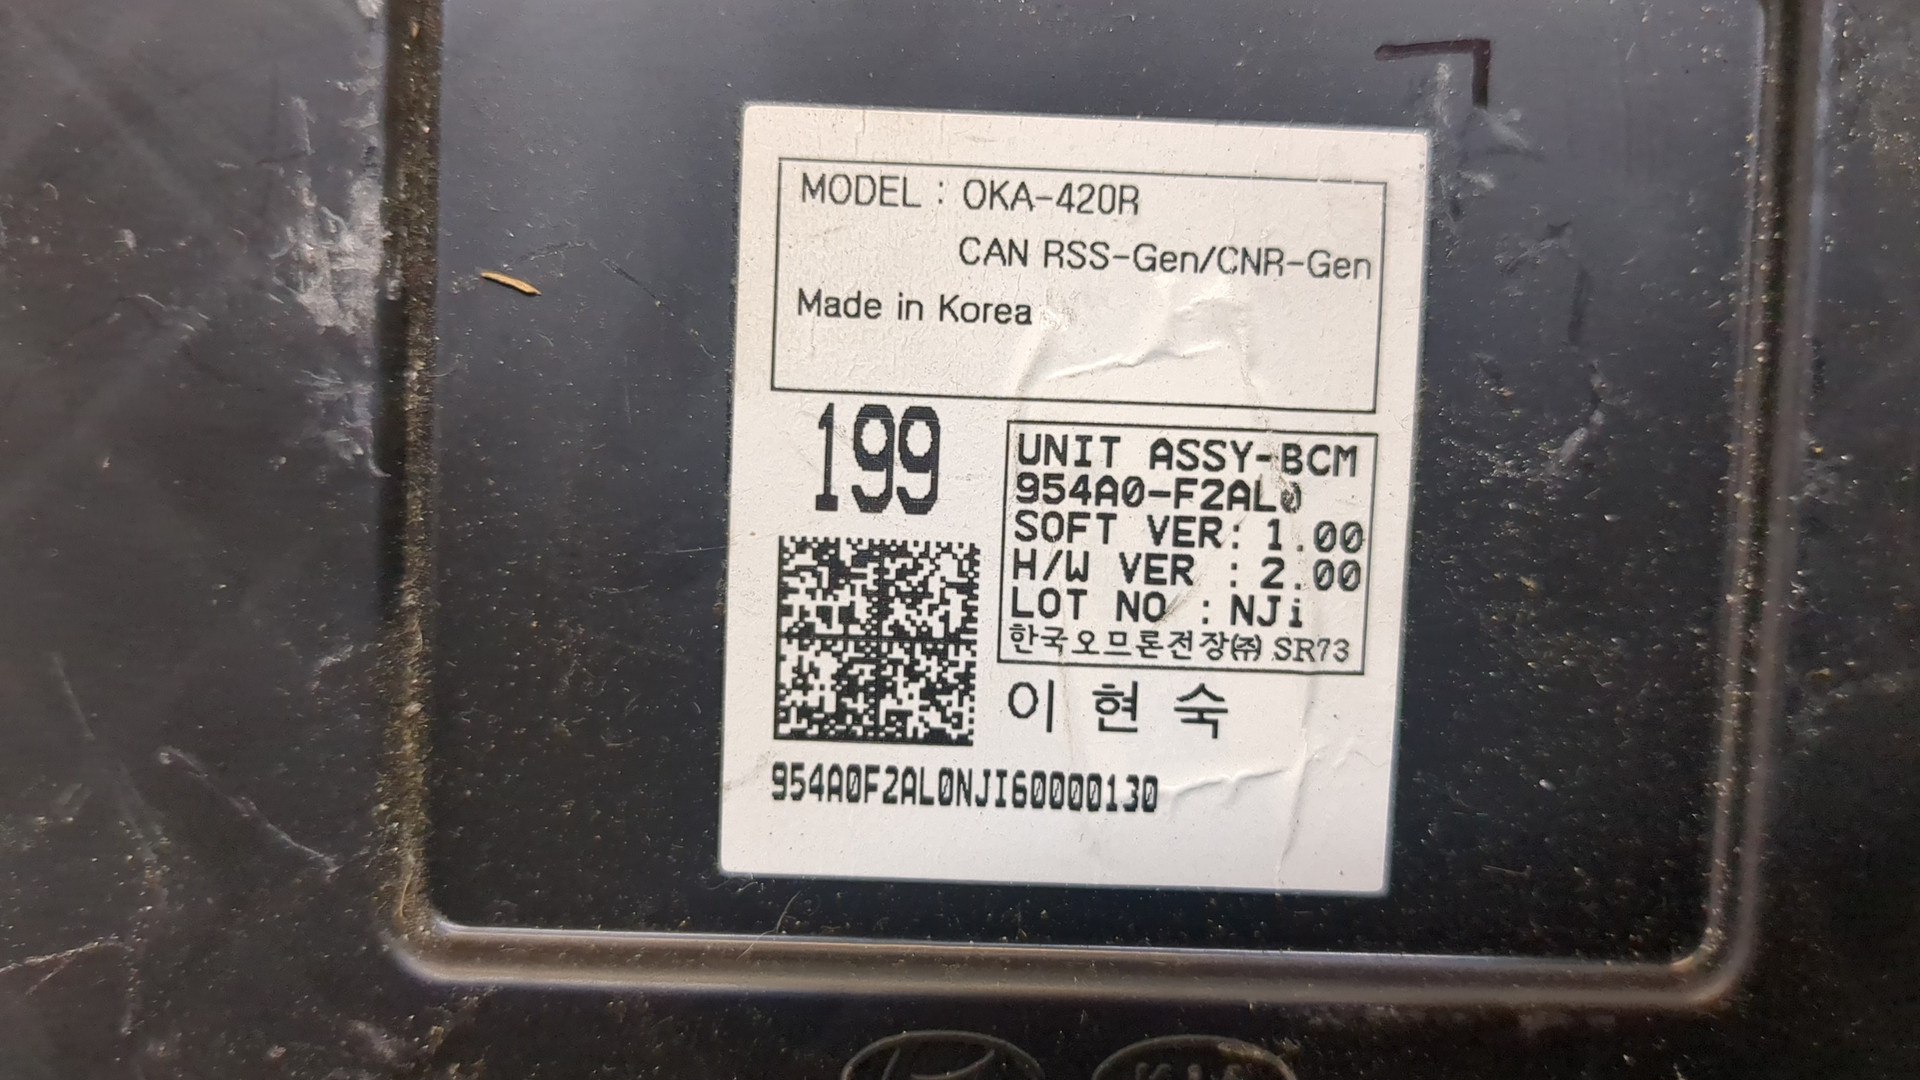 MODEL : OKA-420R
CAN RSS-Gen/CNR-Gen
Made in Korea
199
UNIT ASSY-BCM
954A0-F2AL0
SOFT VER: 1.00
H/W VER : 2.00
LOT NO : NJi
한국오므론전장㈜ SR73
이 현 숙
954A0F2AL0NJI60000130
KIA